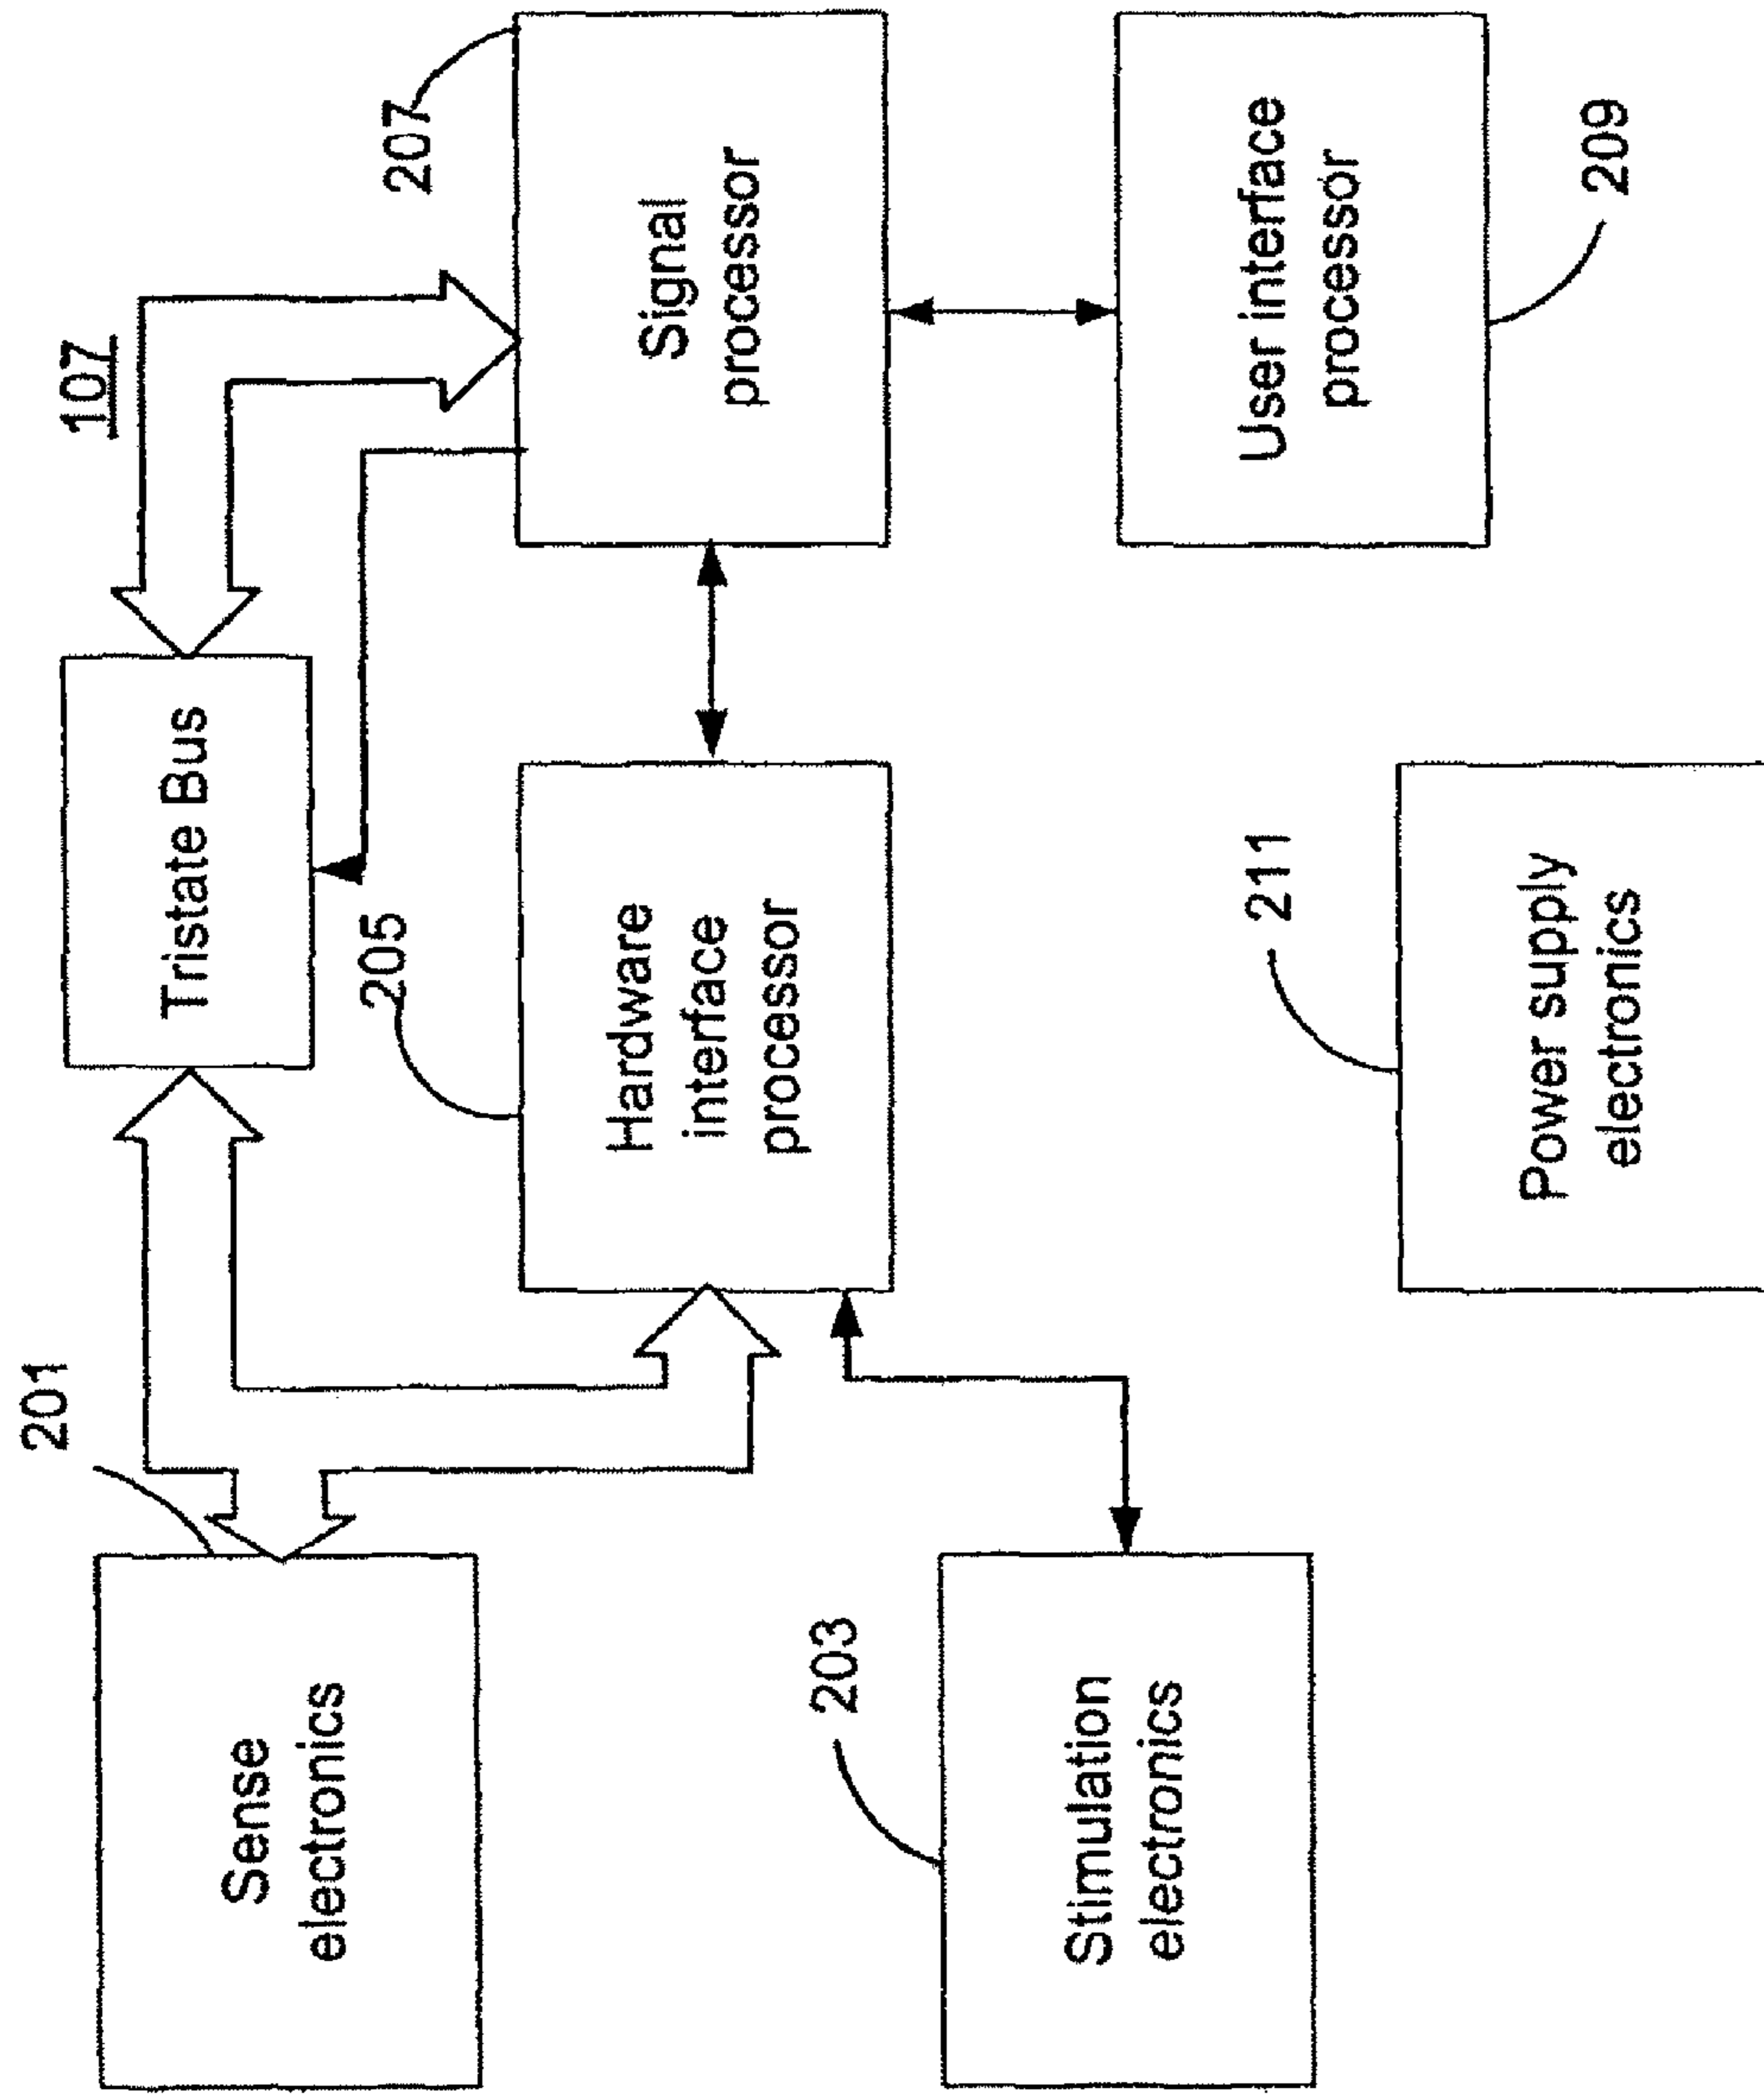 107
201
Sense
electronics
Tristate Bus
207
Signal
processor
205
Hardware
interface
processor
203
Stimulation
electronics
User interface
processor
209
211
Power supply
electronics